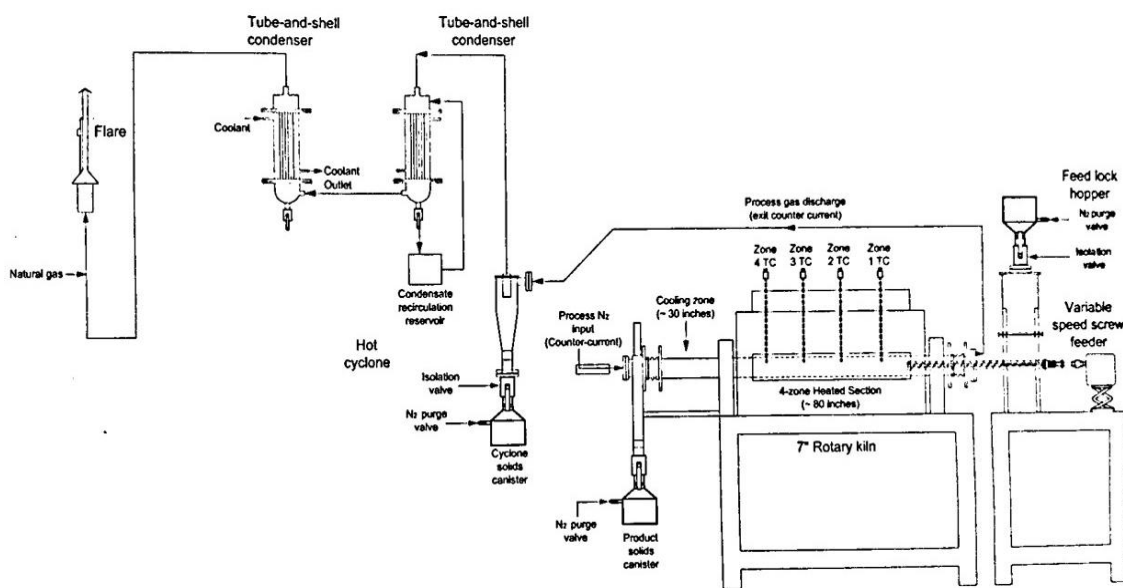 Tube-and-shell
condenser
Tube-and-shell
condenser
Flare
Coolant
Coolant
Outlet
Natural gas
Condensate
recirculation
reservoir
Hot
cyclone
Isolation
valve
N₂ purge
valve
Cyclone
solids
canister
Process gas discharge
(exit counter current)
Process N₂
input
(Counter-current)
Cooling zone
(~ 30 inches)
Zone
4 TC
Zone
3 TC
Zone
2 TC
Zone
1 TC
4-zone Heated Section
(~ 80 inches)
7" Rotary kiln
N₂ purge
valve
Product
solids
canister
Feed lock
hopper
N₂ purge
valve
Isolation
valve
Variable
speed screw
feeder